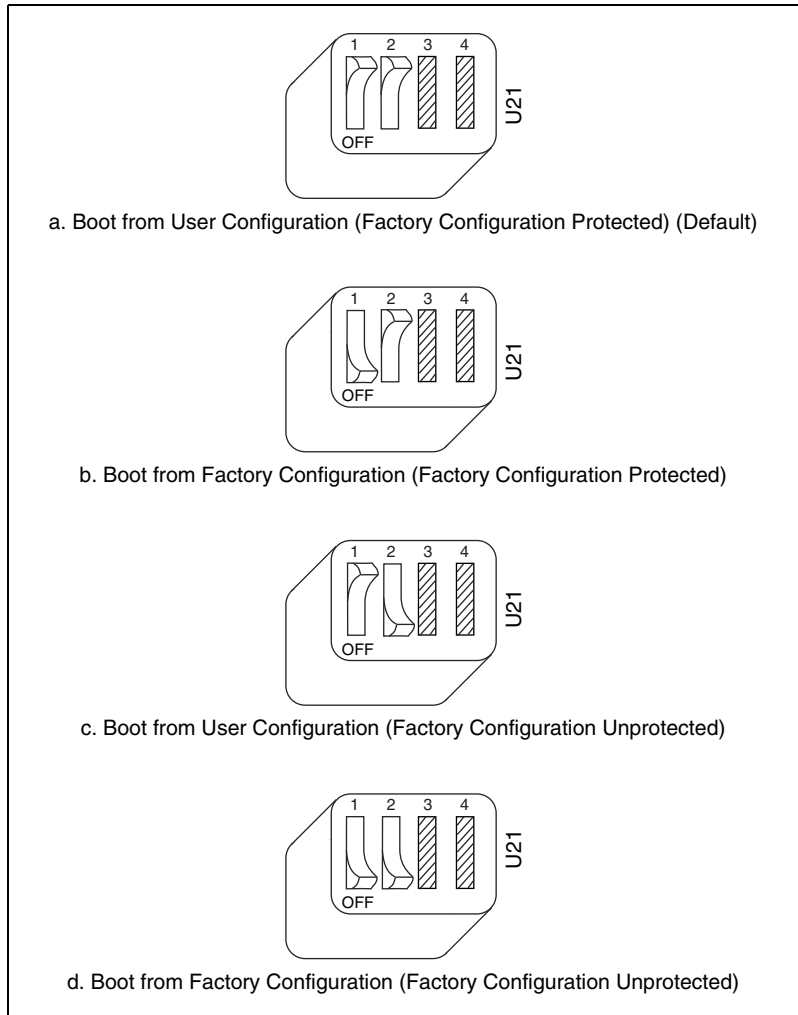 1 2 3 4
OFF
U21
a. Boot from User Configuration (Factory Configuration Protected) (Default)
1 2 3 4
OFF
U21
b. Boot from Factory Configuration (Factory Configuration Protected)
1 2 3 4
OFF
U21
c. Boot from User Configuration (Factory Configuration Unprotected)
1 2 3 4
OFF
U21
d. Boot from Factory Configuration (Factory Configuration Unprotected)